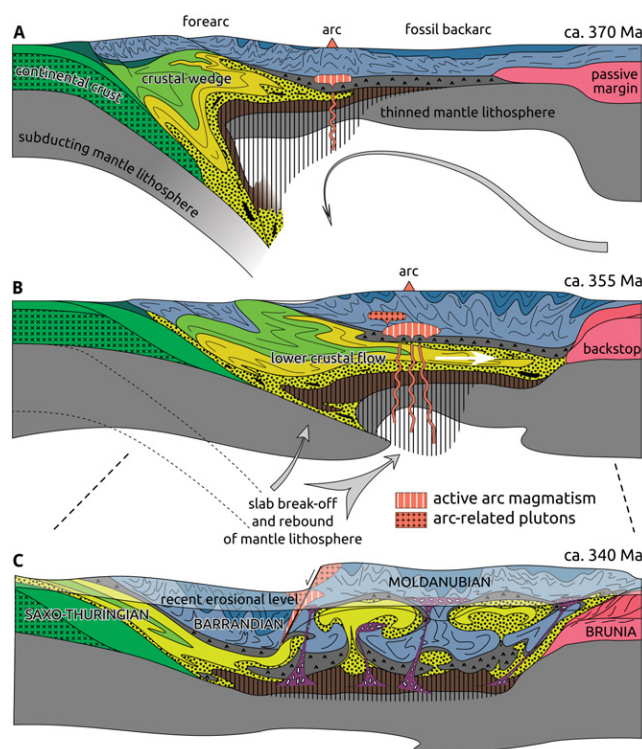 forearc
arc
fossil backarc
ca. 370 Ma
A
continental crust
crustal wedge
passive
margin
subducting mantle lithosphere
thinned mantle lithosphere
arc
ca. 355 Ma
B
lower crustal flow
backstop
slab break-off
and rebound
of mantle lithosphere
active arc magmatism
arc-related plutons
C
ca. 340 Ma
MOLDANUBIAN
recent erosional level
SAXO-THURINGIAN
BARRANDIAN
BRUNIA